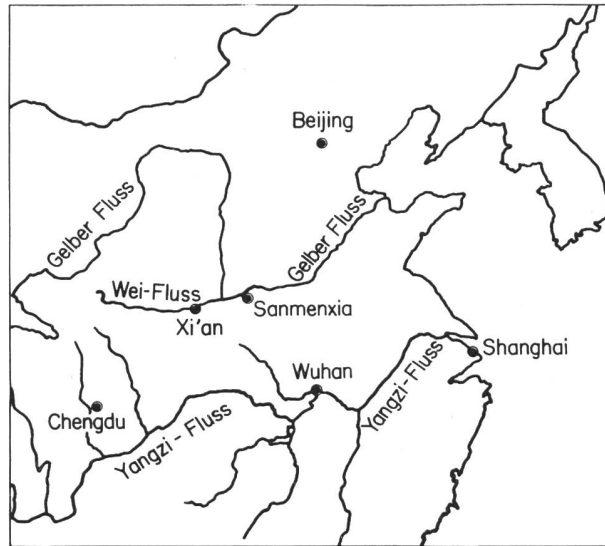 Beijing
Gelber Fluss
Gelber Fluss
Wei-Fluss
Xi'an
Sanmenxia
Shanghai
Wuhan
Yangzi-Fluss
Chengdu
Yangzi-Fluss